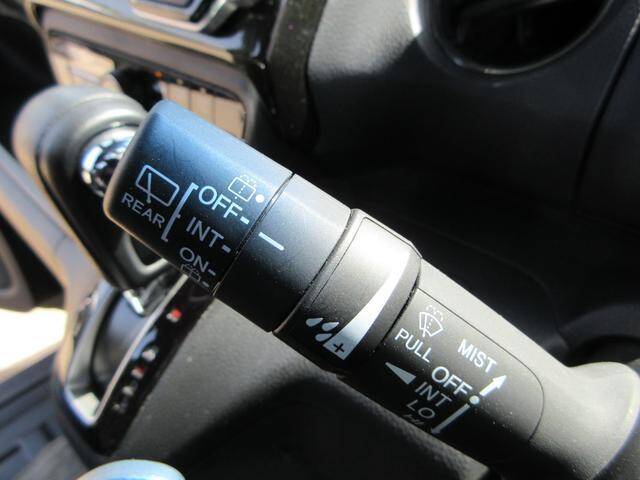 REAR
OFF
INT
ON
PULL
MIST
OFF
INT
LO